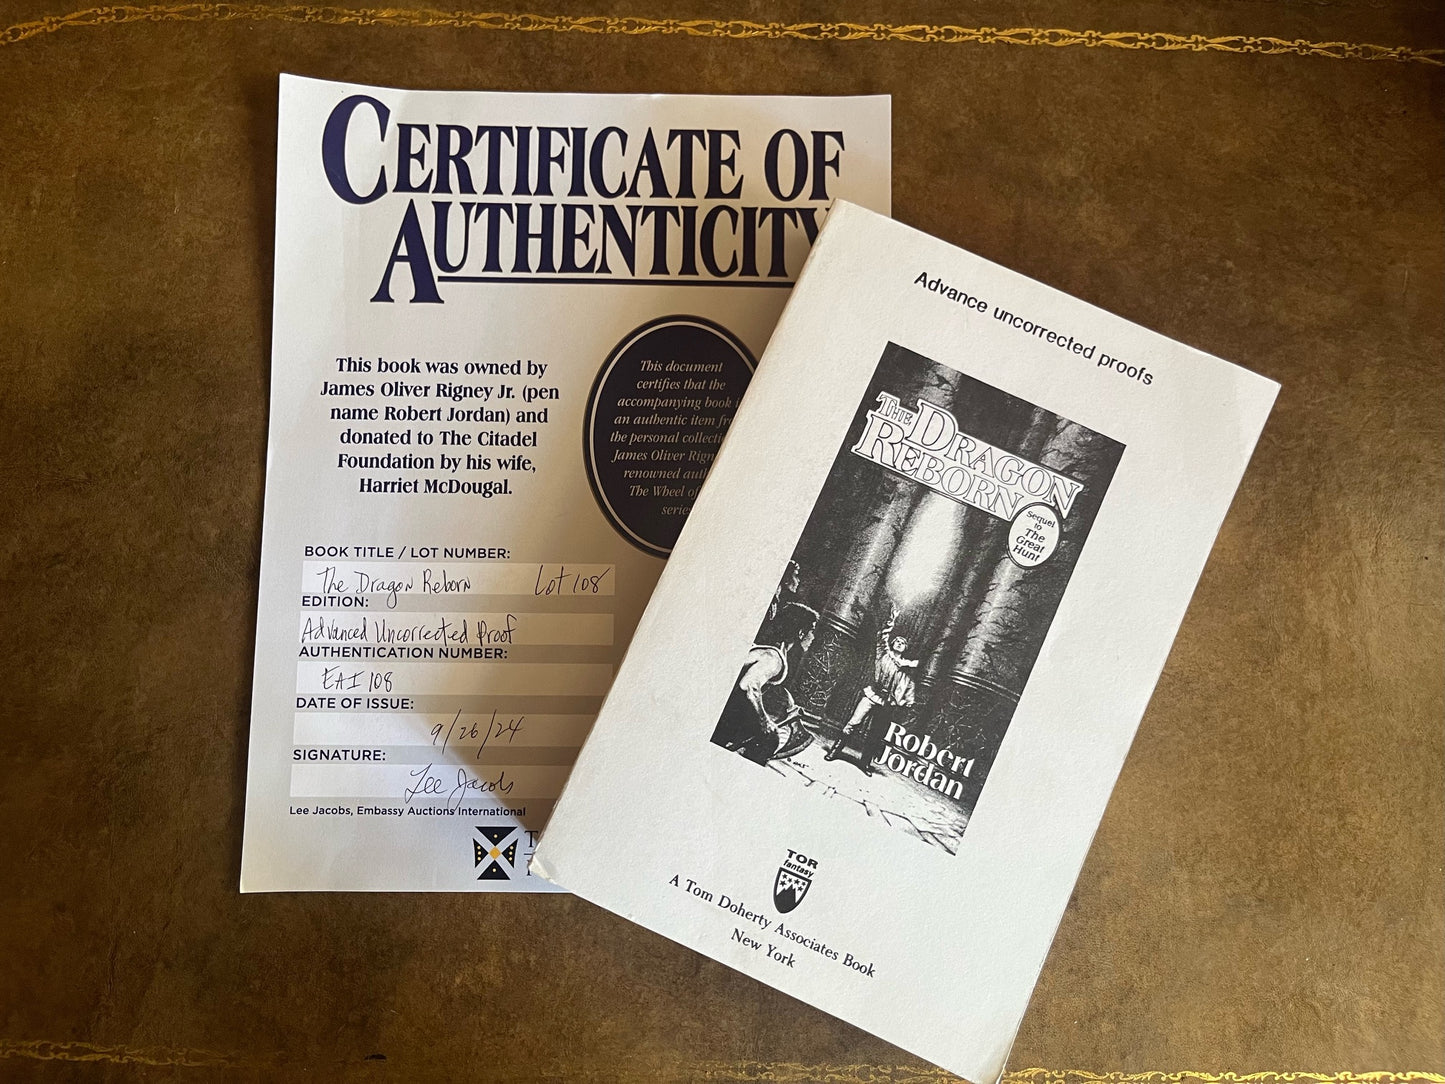 CERTIFICATE OF
AUTHENTICITY
This book was owned by
James Oliver Rigney Jr. (pen
name Robert Jordan) and
donated to The Citadel
Foundation by his wife,
Harriet McDougal.
This document
certifies that the
accompanying book
an authentic item
the personal
James Oliver
renowned
The Wheel of
series
BOOK TITLE / LOT NUMBER:
The Dragon Reborn Lot 108
EDITION:
Advanced Uncorrected Proof
AUTHENTICATION NUMBER:
EAI 108
DATE OF ISSUE:
9/26/24
SIGNATURE:
Lee Jacobs
Lee Jacobs, Embassy Auctions International
Advance uncorrected proofs
THE DRAGON
REBORN
Sequel
to
The
Great
Hunt
Robert
Jordan
TOR
fantasy
A Tom Doherty Associates Book
New York